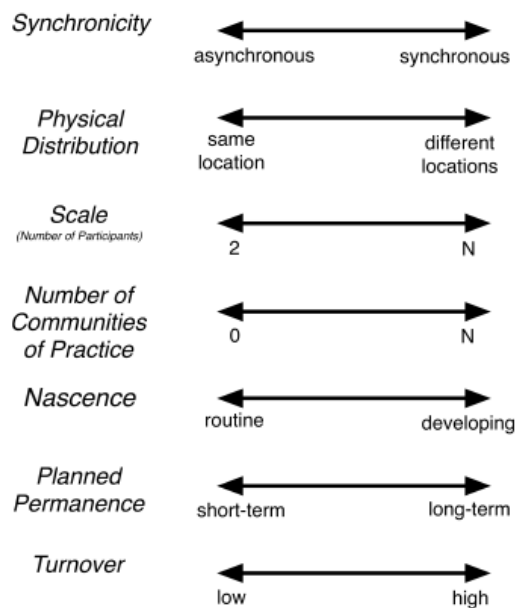 Synchronicity
asynchronous synchronous
Physical
Distribution
same
location
different
locations
Scale
(Number of Participants)
2 N
Number of
Communities
of Practice
0 N
Nascence
routine developing
Planned
Permanence
short-term long-term
Turnover
low high